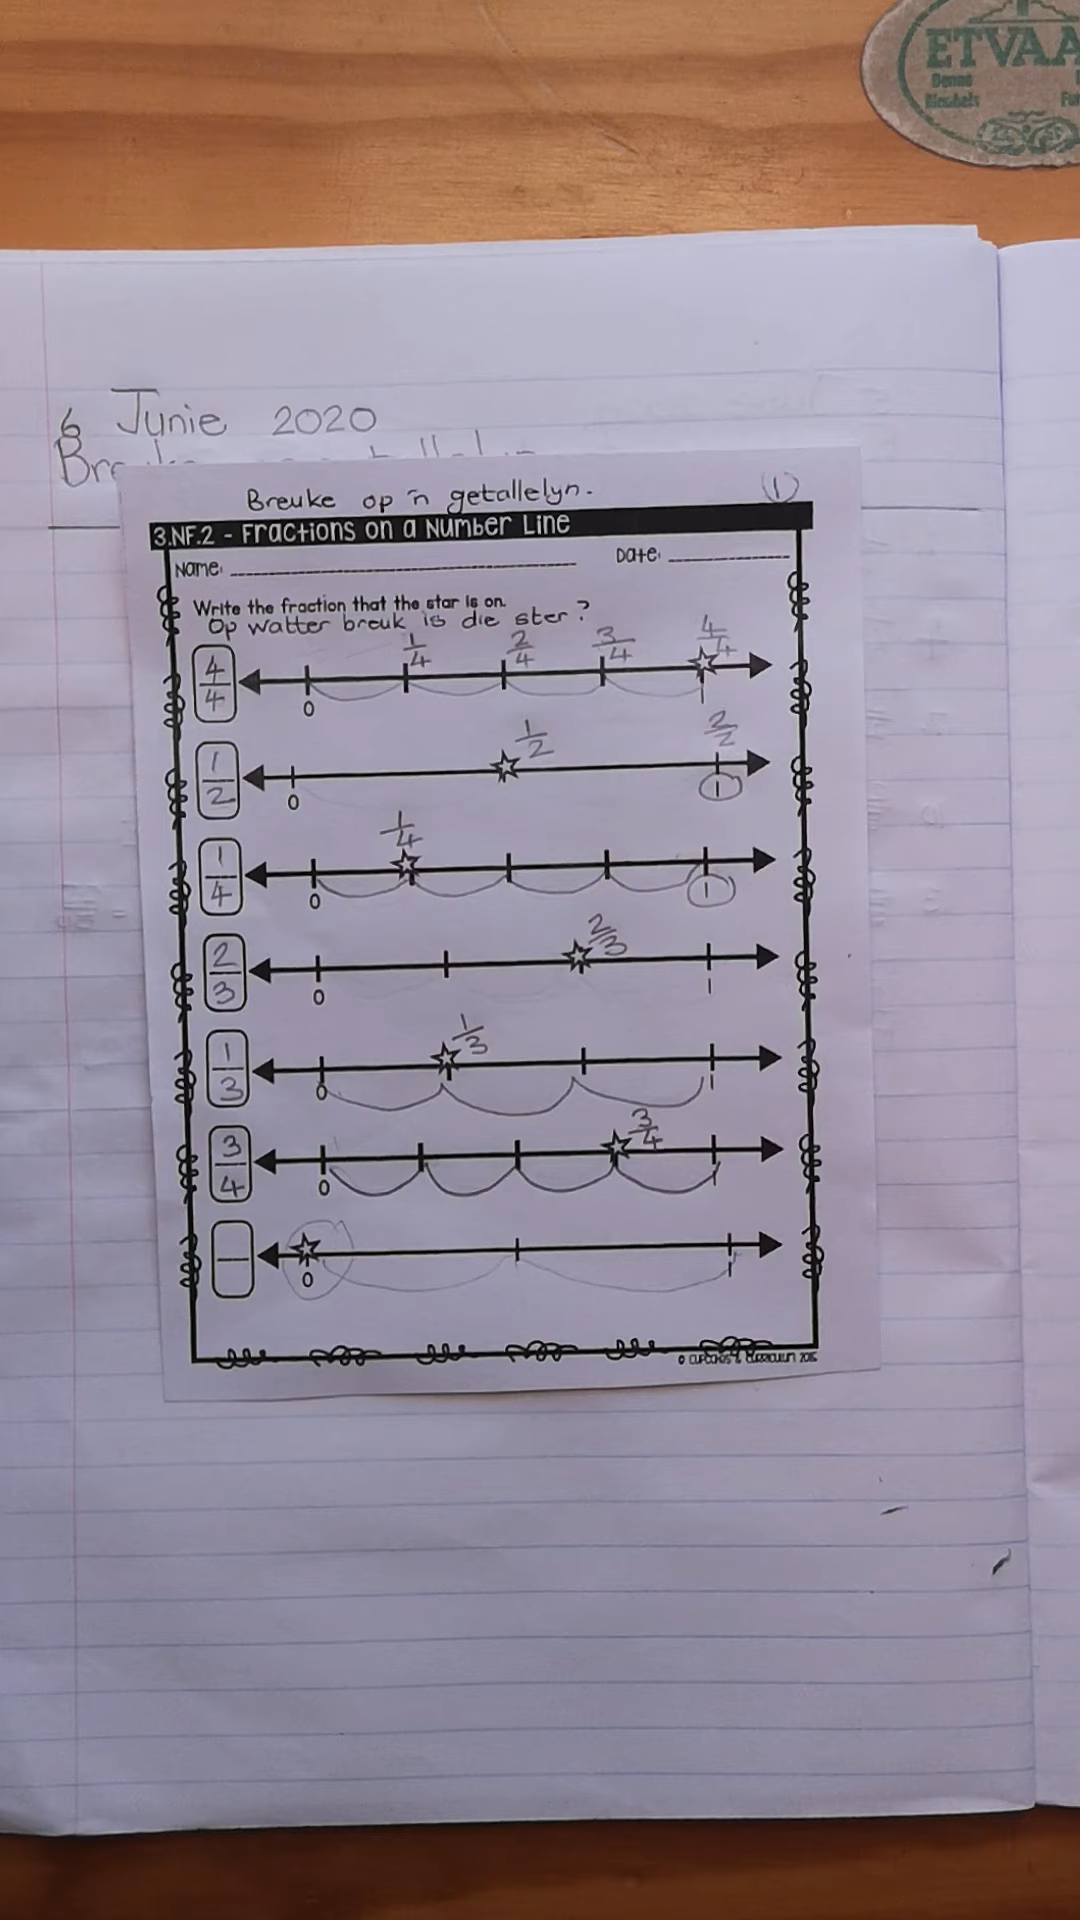 ETVAA
6 Junie 2020
Breuke op 'n getallelyn.
1
3.NF.2 - Fractions on a Number Line
Name: Date:
Write the fraction that the star is on.
Op watter breuk is die ster?
4/4 0 1/4 2/4 3/4 4/4 1
1/2 0 1/2 2/2 1
1/4 0 1/4 1
2/3 0 2/3 1
1/3 0 1/3 1
3/4 0 3/4 1
0 1